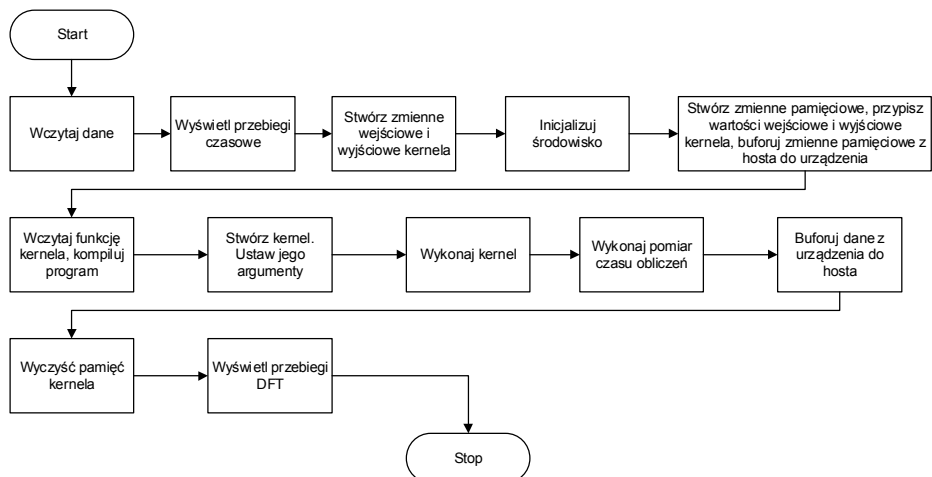 Start
Wczytaj dane
Wyświetl przebiegi
czasowe
Stwórz zmienne
wejściowe i
wyjściowe kernela
Inicjalizuj
środowisko
Stwórz zmienne pamięciowe, przypisz
wartości wejściowe i wyjściowe
kernela, buforuj zmienne pamięciowe z
hosta do urządzenia
Wczytaj funkcję
kernela, kompiluj
program
Stwórz kernel.
Ustaw jego
argumenty
Wykonaj kernel
Wykonaj pomiar
czasu obliczeń
Buforuj dane z
urządzenia do
hosta
Wyczyść pamięć
kernela
Wyświetl przebiegi
DFT
Stop